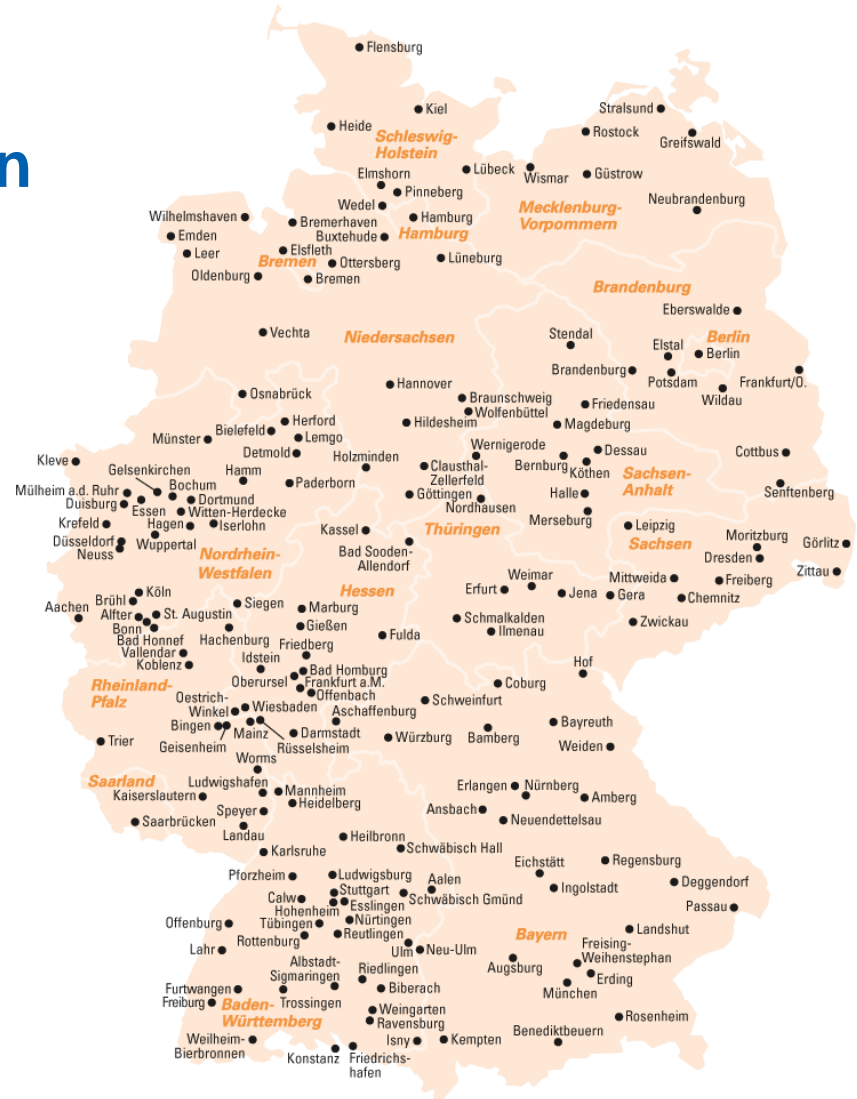 Flensburg
Kiel
Stralsund
Heide
Rostock
Greifswald
Schleswig-
Holstein
n
Elmshorn
Lübeck
Wismar
Güstrow
Pinneberg
Neubrandenburg
Wedel
Mecklenburg-
Vorpommern
Wilhelmshaven
Bremerhaven
Hamburg
Emden
Buxtehude
Hamburg
Leer
Elsfleth
Bremen
Ottersberg
Lüneburg
Oldenburg
Bremen
Brandenburg
Eberswalde
Vechta
Niedersachsen
Stendal
Berlin
Elstal
Berlin
Brandenburg
Potsdam
Frankfurt/O.
Hannover
Wildau
Osnabrück
Braunschweig
Friedensau
Wolfenbüttel
Herford
Hildesheim
Magdeburg
Bielefeld
Lemgo
Münster
Detmold
Wernigerode
Dessau
Cottbus
Kleve
Holzminden
Bernburg
Köthen
Gelsenkirchen
Hamm
Clausthal-
Zellerfeld
Sachsen-
Anhalt
Bochum
Paderborn
Mülheim a.d. Ruhr
Dortmund
Göttingen
Halle
Senftenberg
Duisburg
Essen
Witten-Herdecke
Nordhausen
Merseburg
Krefeld
Hagen
Iserlohn
Kassel
Thüringen
Leipzig
Moritzburg
Düsseldorf
Wuppertal
Sachsen
Görlitz
Neuss
Nordrhein-
Westfalen
Bad Sooden-
Allendorf
Dresden
Zittau
Weimar
Mittweida
Freiberg
Köln
Hessen
Erfurt
Jena
Gera
Chemnitz
Brühl
Siegen
Marburg
Aachen
Alfter
St. Augustin
Schmalkalden
Zwickau
Bonn
Gießen
Ilmenau
Bad Honnef
Hachenburg
Fulda
Vallendar
Friedberg
Koblenz
Idstein
Hof
Bad Homburg
Oberursel
Frankfurt a.M.
Coburg
Rheinland-
Pfalz
Offenbach
Oestrich-
Winkel
Wiesbaden
Aschaffenburg
Schweinfurt
Bingen
Mainz
Darmstadt
Würzburg
Bamberg
Bayreuth
Trier
Geisenheim
Rüsselsheim
Weiden
Worms
Saarland
Ludwigshafen
Mannheim
Erlangen
Nürnberg
Kaiserslautern
Heidelberg
Amberg
Speyer
Ansbach
Saarbrücken
Neuendettelsau
Landau
Heilbronn
Karlsruhe
Schwäbisch Hall
Eichstätt
Regensburg
Pforzheim
Ludwigsburg
Aalen
Deggendorf
Stuttgart
Ingolstadt
Calw
Schwäbisch Gmünd
Esslingen
Passau
Hohenheim
Nürtingen
Offenburg
Tübingen
Reutlingen
Landshut
Rottenburg
Bayern
Lahr
Ulm
Neu-Ulm
Freising-
Weihenstephan
Albstadt-
Sigmaringen
Riedlingen
Augsburg
Erding
Furtwangen
Biberach
München
Freiburg
Trossingen
Baden-
Württemberg
Weingarten
Ravensburg
Rosenheim
Weilheim-
Bierbronnen
Isny
Kempten
Benediktbeuern
Konstanz
Friedrichs-
hafen